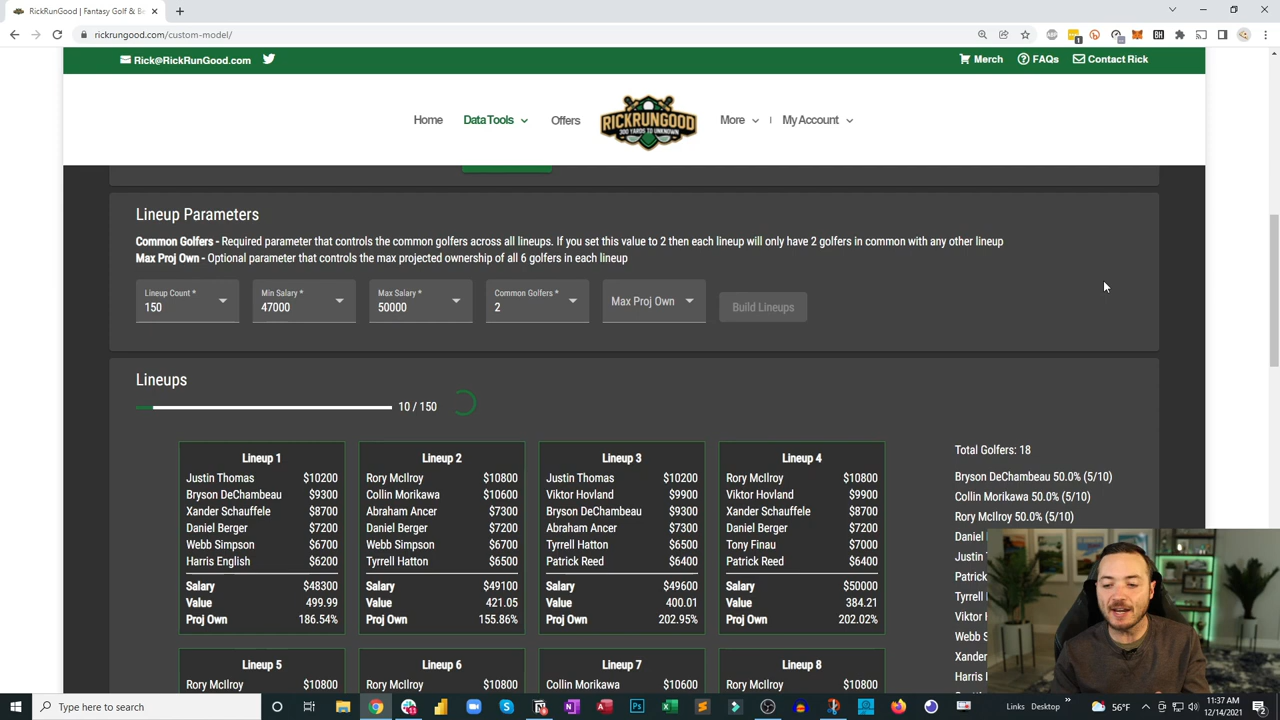 RickRunGood | Fantasy Golf & Be
rickrungood.com/custom-model/
Rick@RickRunGood.com
Merch
FAQs
Contact Rick
Home
Data Tools
Offers
RICKRUNGOOD
300 YARDS TO UNKNOWN
More
My Account
Lineup Parameters
Common Golfers - Required parameter that controls the common golfers across all lineups. If you set this value to 2 then each lineup will only have 2 golfers in common with any other lineup
Max Proj Own - Optional parameter that controls the max projected ownership of all 6 golfers in each lineup
Lineup Count *
150
Min Salary *
47000
Max Salary *
50000
Common Golfers *
2
Max Proj Own
Build Lineups
Lineups
10 / 150
Lineup 1
Justin Thomas $10200
Bryson DeChambeau $9300
Xander Schauffele $8700
Daniel Berger $7200
Webb Simpson $6700
Harris English $6200
Salary $48300
Value 499.99
Proj Own 186.54%
Lineup 2
Rory McIlroy $10800
Collin Morikawa $10600
Abraham Ancer $7300
Daniel Berger $7200
Webb Simpson $6700
Tyrrell Hatton $6500
Salary $49100
Value 421.05
Proj Own 155.86%
Lineup 3
Justin Thomas $10200
Viktor Hovland $9900
Bryson DeChambeau $9300
Abraham Ancer $7300
Tyrrell Hatton $6500
Patrick Reed $6400
Salary $49600
Value 400.01
Proj Own 202.95%
Lineup 4
Rory McIlroy $10800
Viktor Hovland $9900
Xander Schauffele $8700
Daniel Berger $7200
Tony Finau $7000
Patrick Reed $6400
Salary $50000
Value 384.21
Proj Own 202.02%
Total Golfers: 18
Bryson DeChambeau 50.0% (5/10)
Collin Morikawa 50.0% (5/10)
Rory McIlroy 50.0% (5/10)
Daniel
Justin
Patrick
Tyrrell
Viktor
Webb S
Xander
Harris
Lineup 5
Rory McIlroy $10800
Lineup 6
Rory McIlroy $10800
Lineup 7
Collin Morikawa $10600
Lineup 8
Rory McIlroy $10800
Type here to search
Links
Desktop
56°F
11:37 AM
12/14/2021